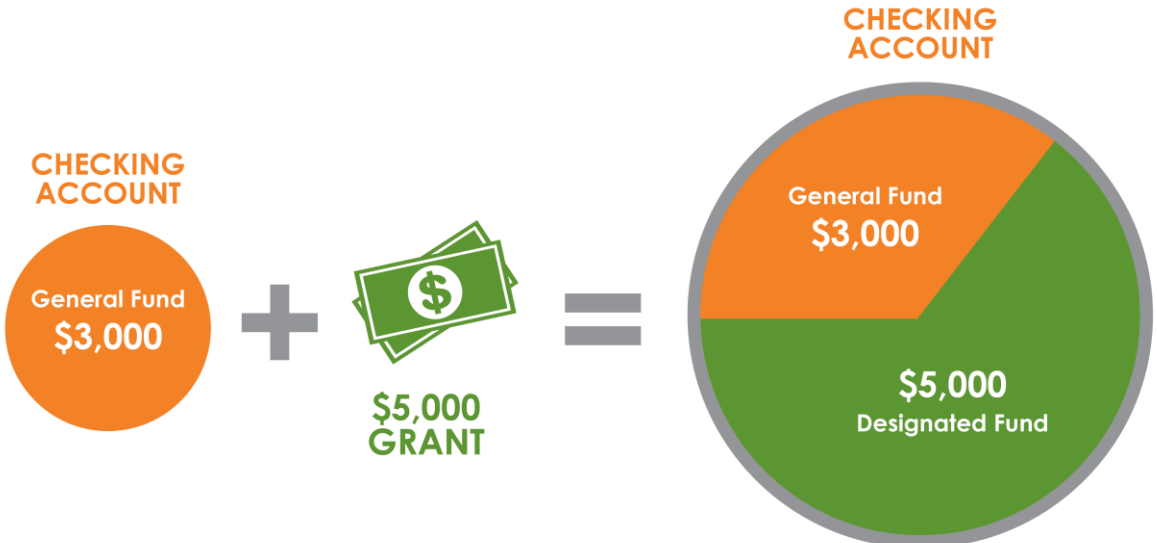 CHECKING
ACCOUNT
General Fund
$3,000
$
$5,000
GRANT
CHECKING
ACCOUNT
General Fund
$3,000
$5,000
Designated Fund